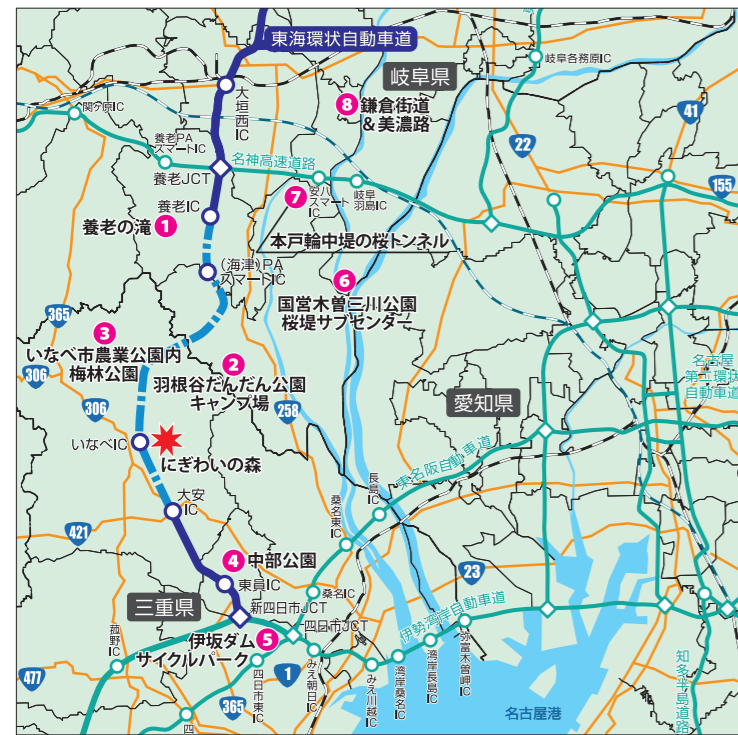 東海環状自動車道
岐阜県
岐阜各務原IC
大垣西IC
8
鎌倉街道
&美濃路
41
関ケ原IC
養老PA
スマートIC
22
名神高速道路
養老JCT
155
7
安八
スマート
IC
岐阜
羽島IC
養老IC
養老の滝
1
本戸輪中堤の桜トンネル
(海津)PA
スマートIC
6
国営木曽三川公園
桜堤サブセンター
365
3
いなべ市農業公園内
梅林公園
306
2
羽根谷だんだん公園
キャンプ場
名古屋
第二環状
自動車道
306
258
愛知県
いなべIC
にぎわいの森
東名阪自動車道
長島IC
大安
IC
桑名東IC
421
4
中部公園
23
東員IC
桑名IC
三重県
新四日市JCT
伊勢湾岸自動車道
四日市JCT
菰野IC
伊坂ダム
サイクルパーク
5
弥富木曽岬IC
湾岸長島IC
湾岸桑名IC
みえ川越IC
みえ朝日IC
四日市東IC
1
477
365
知多半島道路
四
名古屋港